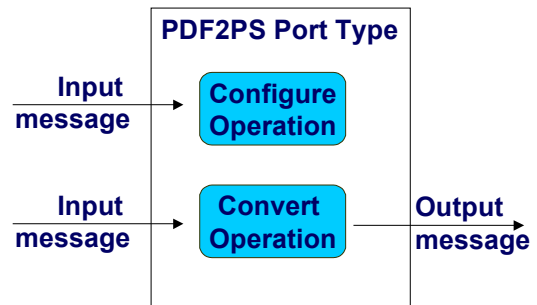 PDF2PS Port Type
Input
message
Configure
Operation
Input
message
Convert
Operation
Output
message